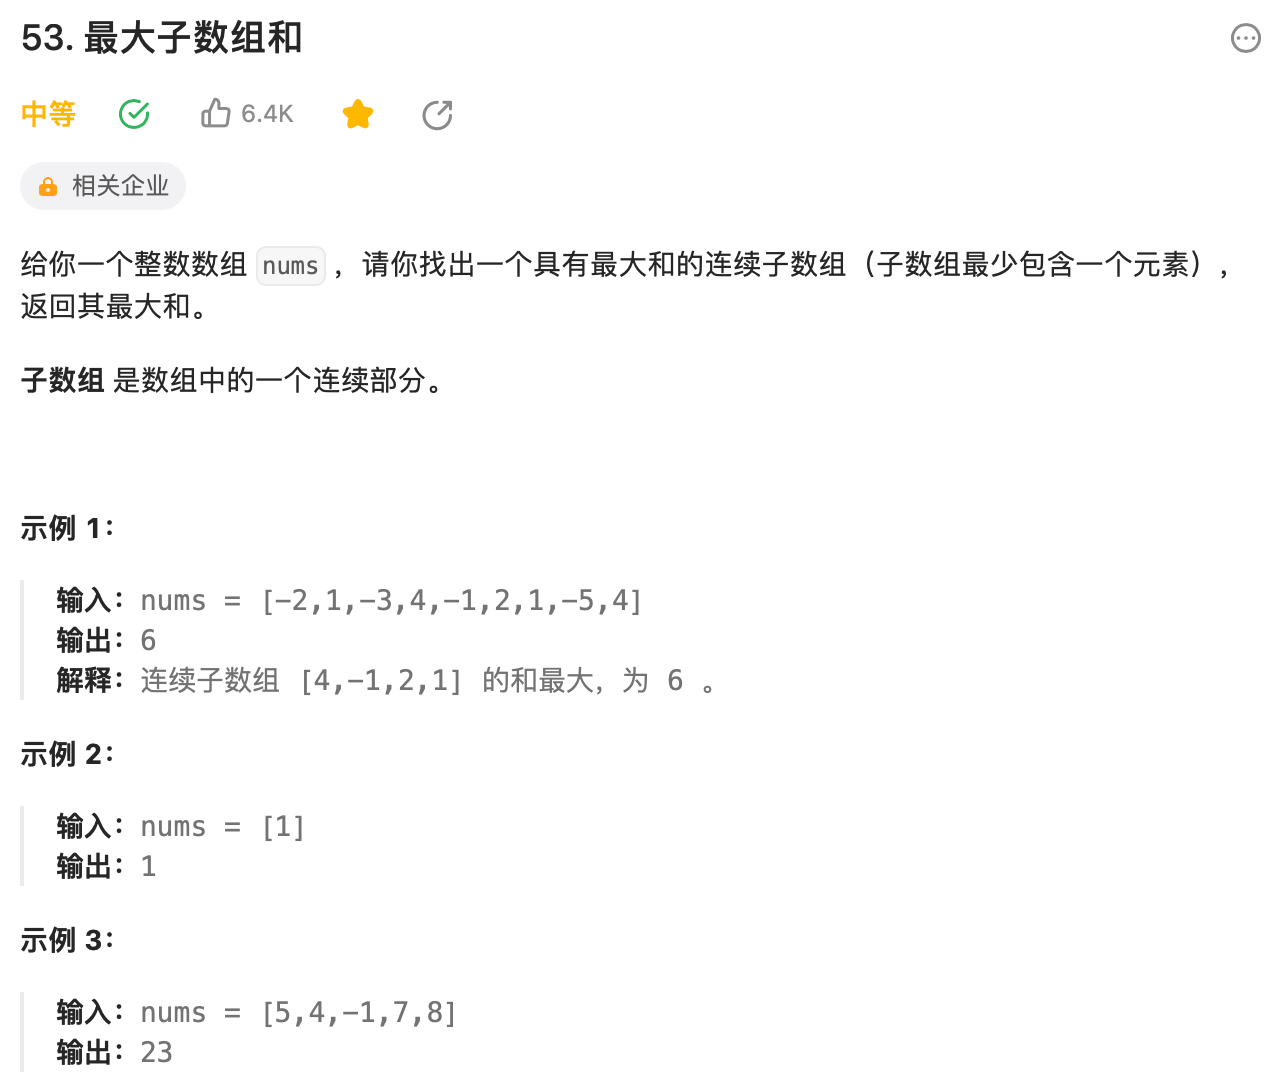 53. 最大子数组和
中等 6.4K
相关企业
给你一个整数数组 nums ，请你找出一个具有最大和的连续子数组（子数组最少包含一个元素），
返回其最大和。
子数组 是数组中的一个连续部分。
示例 1：
输入：nums = [-2,1,-3,4,-1,2,1,-5,4]
输出：6
解释：连续子数组 [4,-1,2,1] 的和最大，为 6 。
示例 2：
输入：nums = [1]
输出：1
示例 3：
输入：nums = [5,4,-1,7,8]
输出：23